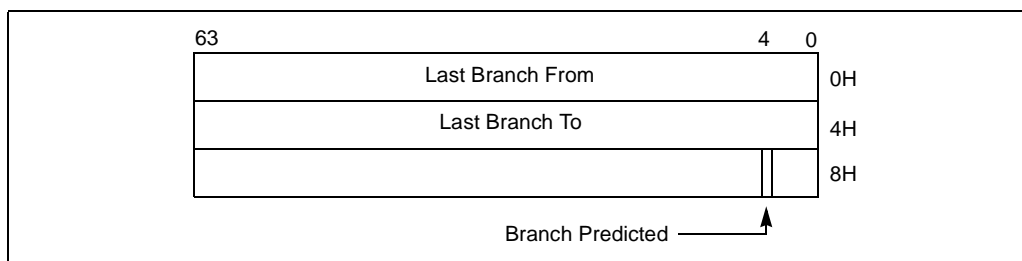 63 4 0
Last Branch From 0H
Last Branch To 4H
8H
Branch Predicted